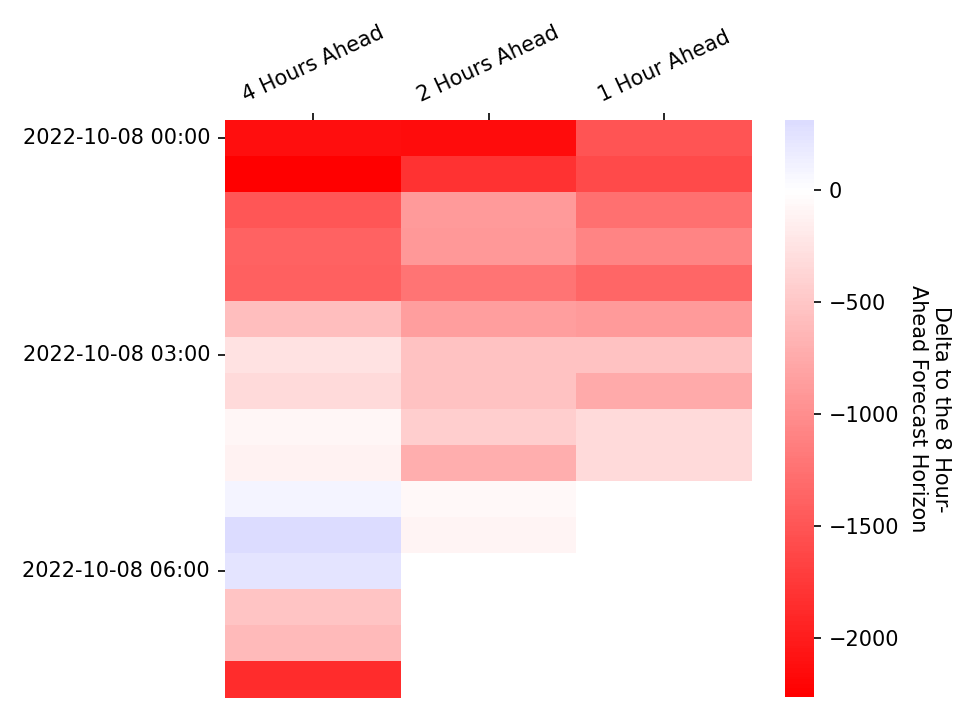 4 Hours Ahead
2 Hours Ahead
1 Hour Ahead
2022-10-08 00:00
2022-10-08 03:00
2022-10-08 06:00
0
−500
−1000
−1500
−2000
Delta to the 8 Hour-
Ahead Forecast Horizon